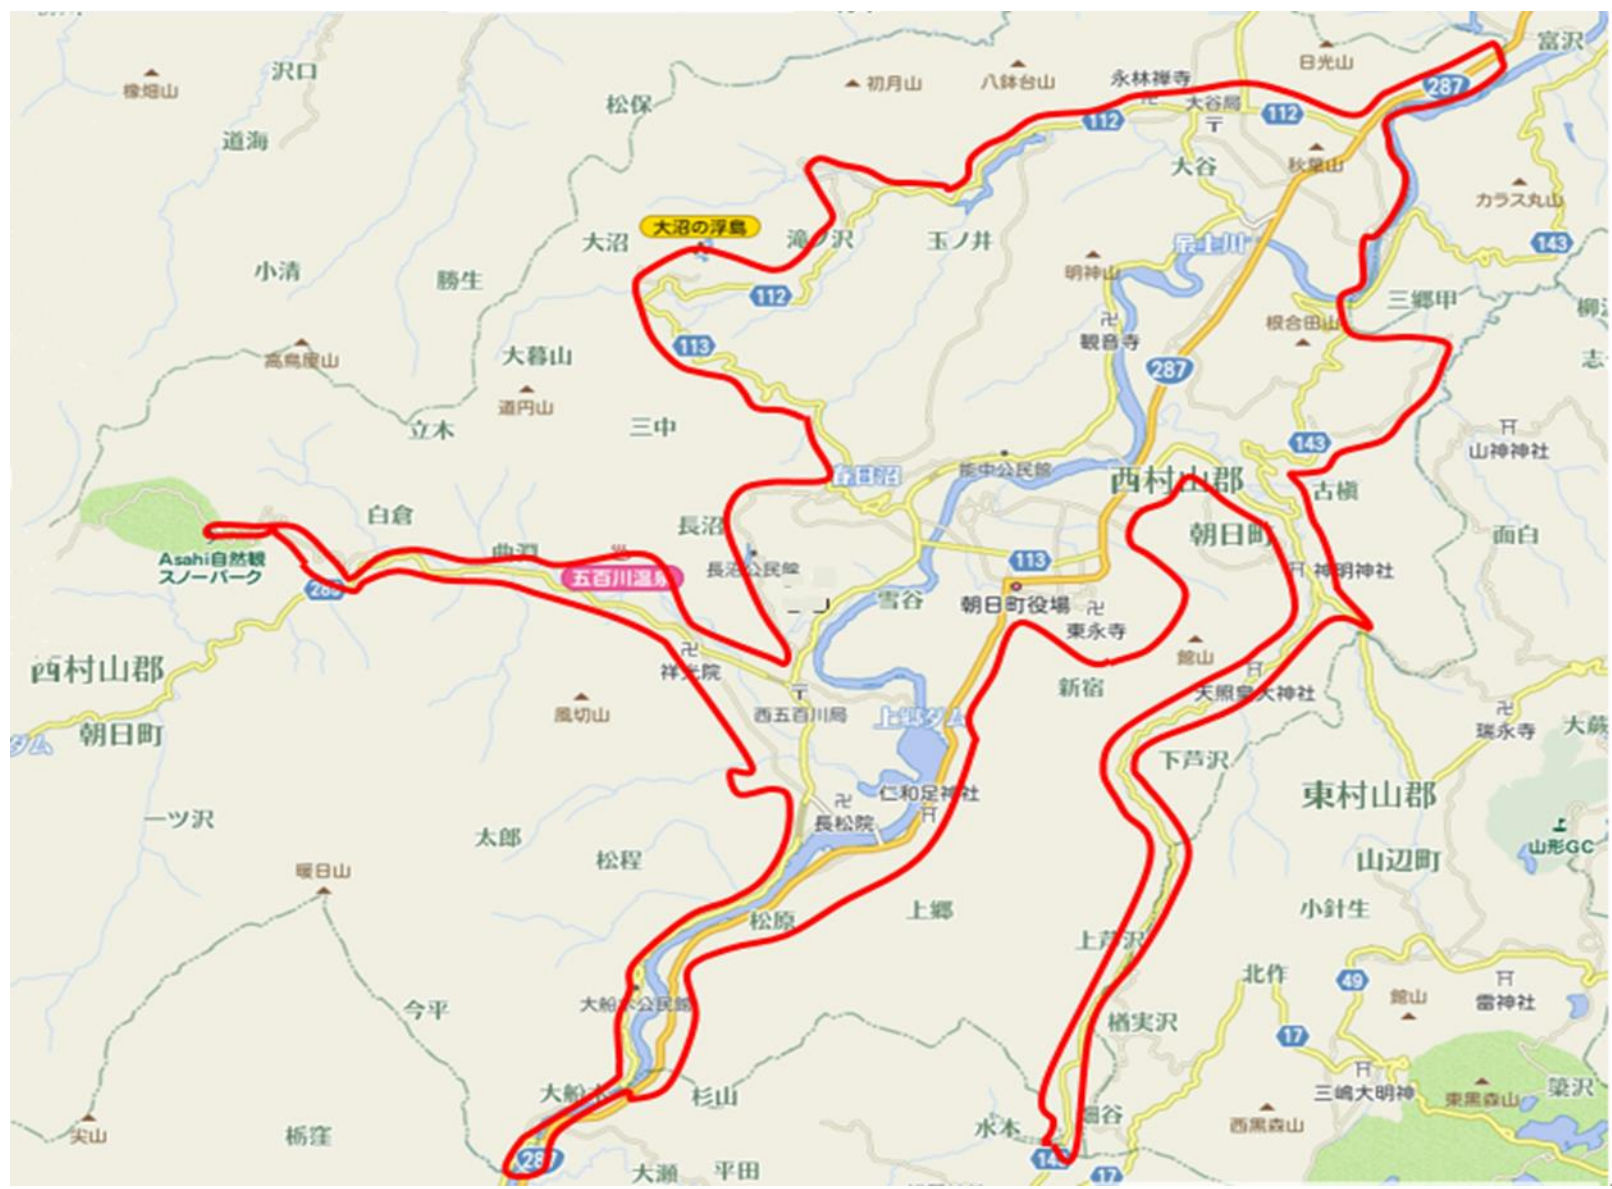 富沢
日光山
沢口
橡畑山
初月山
八鉢台山
永林禅寺
287
松保
大谷局
112
112
道海
大谷
秋葉山
カラス丸山
大沼の浮島
大沼
滝ノ沢
玉ノ井
最上川
143
小清
勝生
明神山
112
三郷甲
根合田山
観音寺
113
高鳥屋山
大暮山
287
道円山
立木
三中
143
山神神社
春日沼
能中公民館
西村山郡
古槇
白倉
長沼
朝日町
面白
曲淵
Asahi自然観
スノーパーク
五百川温泉
長沼公民館
113
神明神社
雪谷
朝日町役場
東永寺
西村山郡
祥光院
館山
新宿
天照皇大神社
朝日町
風切山
西五百川局
上郷ダム
瑞永寺
大蕨
ダム
下芦沢
仁和足神社
東村山郡
一ツ沢
太郎
長松院
松程
山辺町
山形GC
暖日山
松原
上郷
小針生
上芦沢
北作
49
館山
雷神社
大船木公民館
今平
楢実沢
17
三嶋大明神
簗沢
東黒森山
大船木
杉山
西黒森山
尖山
栃窪
水本
細谷
287
大瀬
平田
17